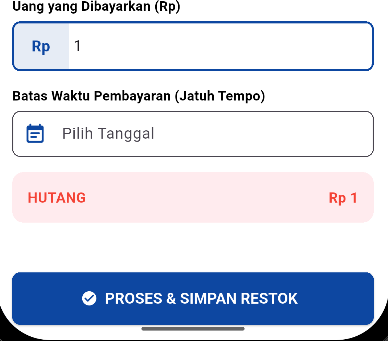 Uang yang Dibayarkan (Rp)
Rp 1
Batas Waktu Pembayaran (Jatuh Tempo)
Pilih Tanggal
HUTANG Rp 1
PROSES & SIMPAN RESTOK